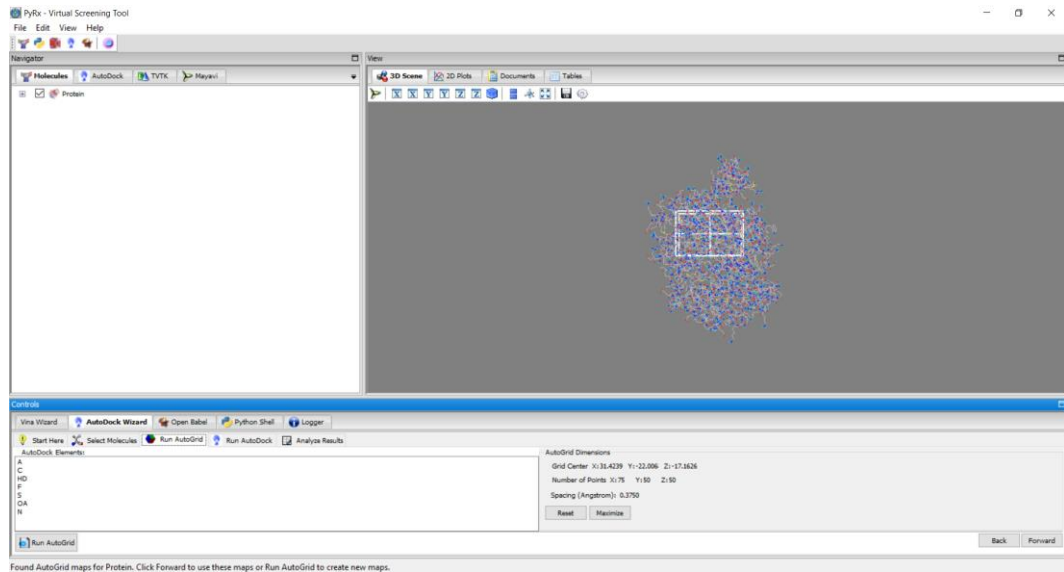 PyRx - Virtual Screening Tool
File Edit View Help
Navigator
View
Molecules AutoDock TVTK Mayavi
3D Scene 2D Plots Documents Tables
X X Y Y Z Z
Protein
Controls
Vina Wizard AutoDock Wizard Open Babel Python Shell Logger
Start Here Select Molecules Run AutoGrid Run AutoDock Analyze Results
AutoDock Elements:
A
C
HD
F
S
OA
N
AutoGrid Dimensions
Grid Center X:31.4239 Y:-22.006 Z:-17.1626
Number of Points X:75 Y:50 Z:50
Spacing (Angstrom): 0.3750
Reset Maximize
Run AutoGrid
Back Forward
Found AutoGrid maps for Protein. Click Forward to use these maps or Run AutoGrid to create new maps.